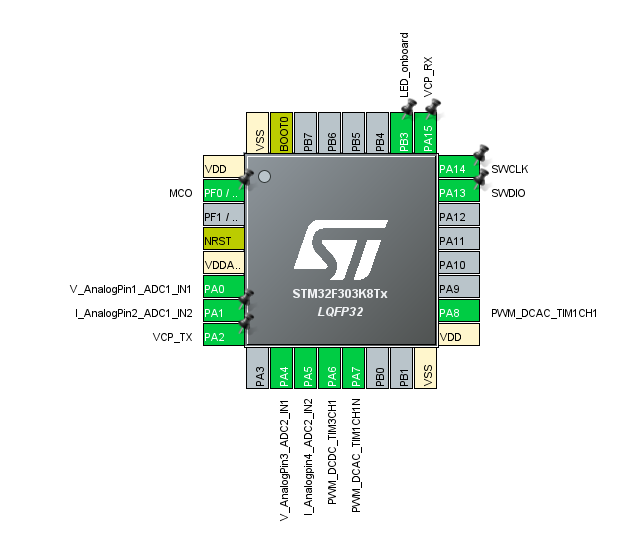 LED_onboard
VCP_RX
VSS
BOOT0
PB7
PB6
PB5
PB4
PB3
PA15
VDD
MCO
PF0 / ..
PF1 / ..
NRST
VDDA..
V_AnalogPin1_ADC1_IN1
PA0
I_AnalogPin2_ADC1_IN2
PA1
VCP_TX
PA2
ST
STM32F303K8Tx
LQFP32
PA14
SWCLK
PA13
SWDIO
PA12
PA11
PA10
PA9
PA8
PWM_DCAC_TIM1CH1
VDD
PA3
PA4
PA5
PA6
PA7
PB0
PB1
VSS
V_AnalogPin3_ADC2_IN1
I_Analogpin4_ADC2_IN2
PWM_DCDC_TIM3CH1
PWM_DCAC_TIM1CH1N